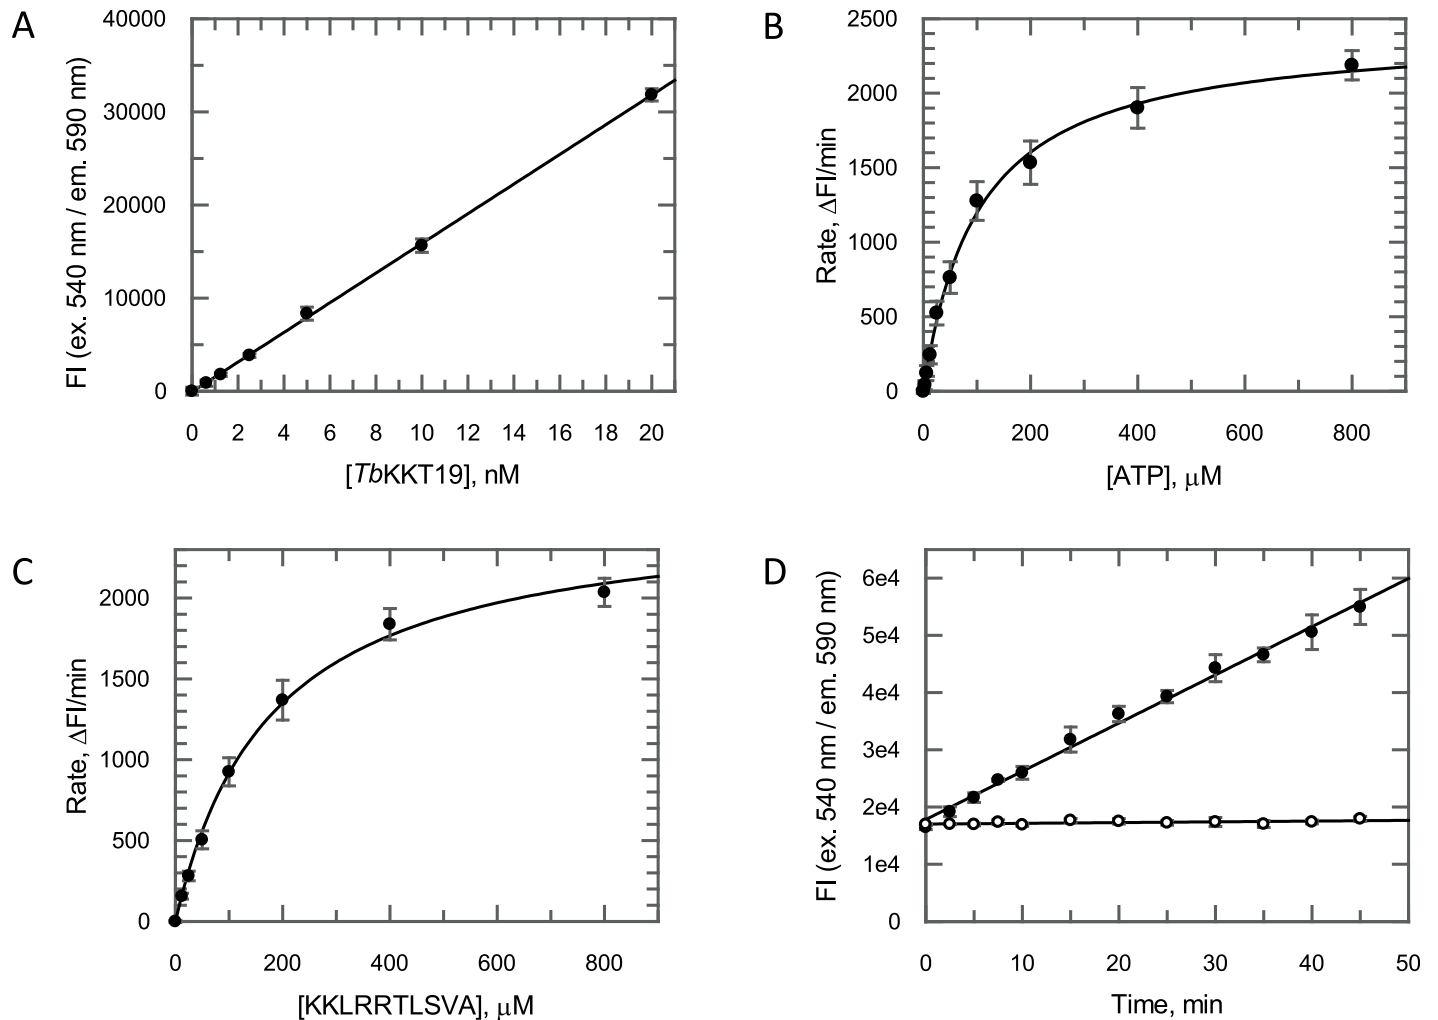 A
FI (ex. 540 nm / em. 590 nm)
40000
30000
20000
10000
0
0 2 4 6 8 10 12 14 16 18 20
[TbKKT19], nM
B
Rate, ΔFI/min
2500
2000
1500
1000
500
0
0 200 400 600 800
[ATP], μM
C
Rate, ΔFI/min
2000
1500
1000
500
0
0 200 400 600 800
[KKLRRTLSVA], μM
D
FI (ex. 540 nm / em. 590 nm)
6e4
5e4
4e4
3e4
2e4
1e4
0
0 10 20 30 40 50
Time, min